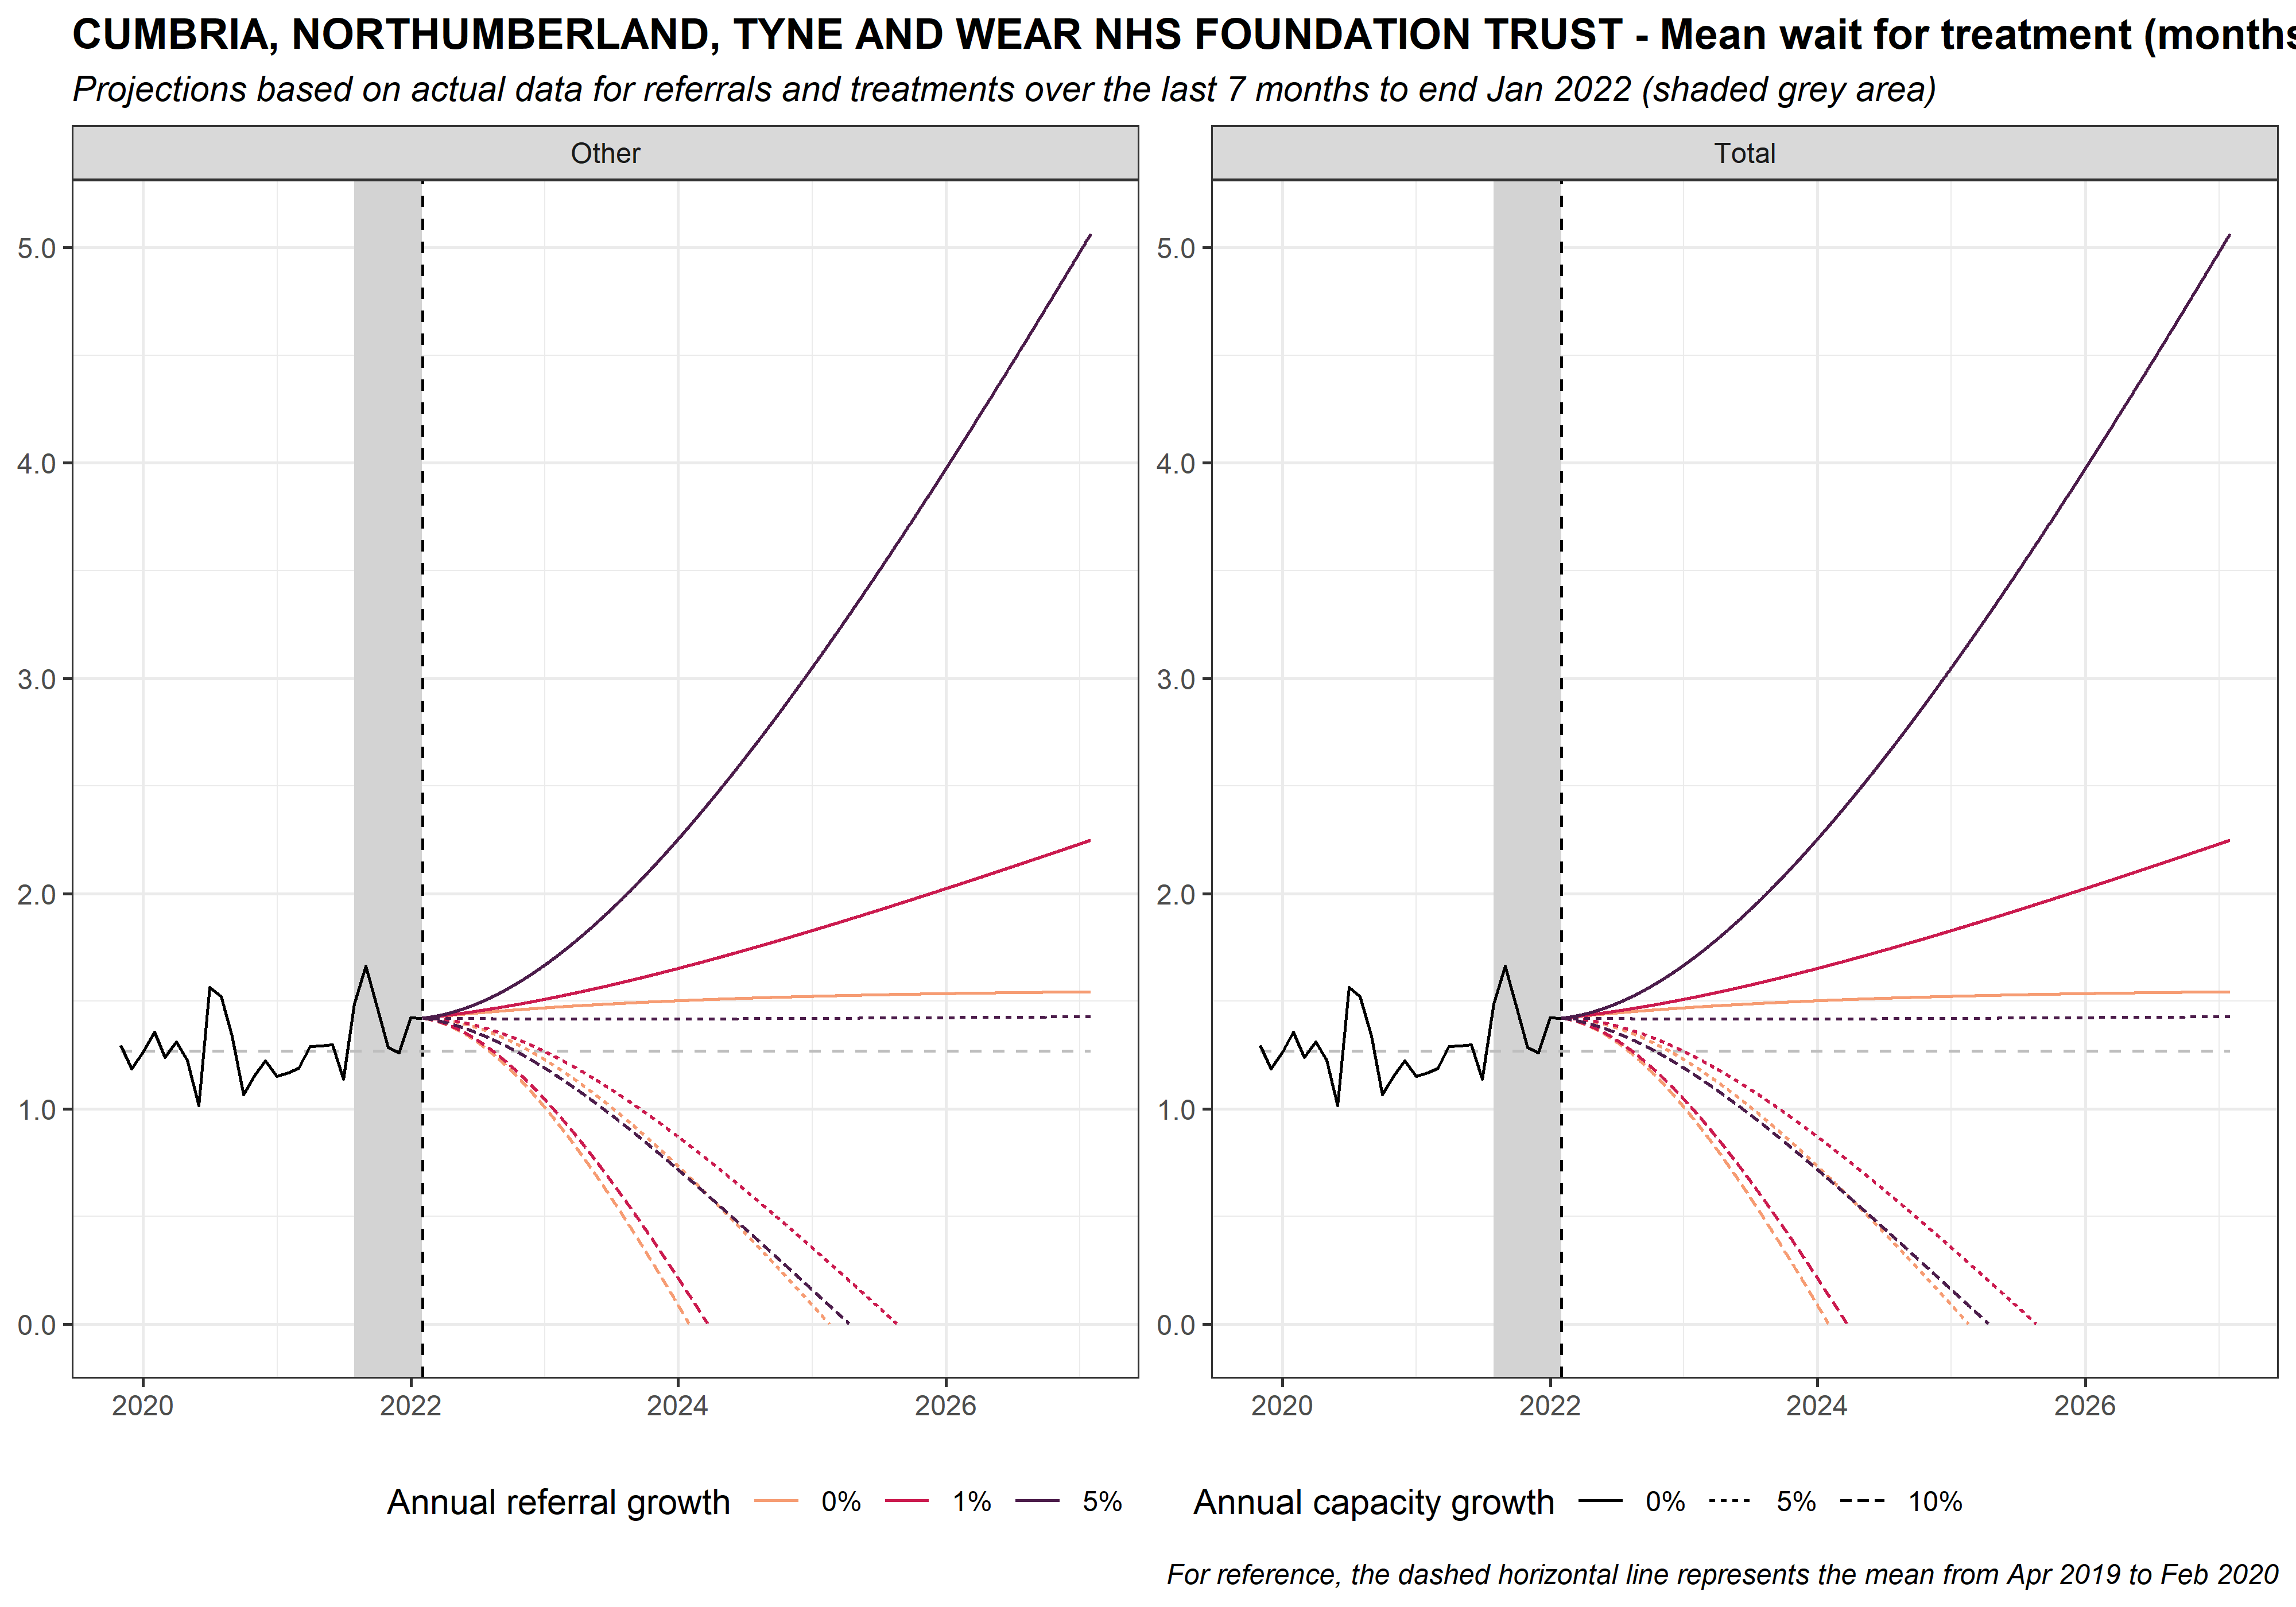 CUMBRIA, NORTHUMBERLAND, TYNE AND WEAR NHS FOUNDATION TRUST - Mean wait for treatment (months
Projections based on actual data for referrals and treatments over the last 7 months to end Jan 2022 (shaded grey area)
Other
Total
5.0
4.0
3.0
2.0
1.0
0.0
5.0
4.0
3.0
2.0
1.0
0.0
2020 2022 2024 2026
2020 2022 2024 2026
Annual referral growth 0% 1% 5%
Annual capacity growth 0% 5% 10%
For reference, the dashed horizontal line represents the mean from Apr 2019 to Feb 2020